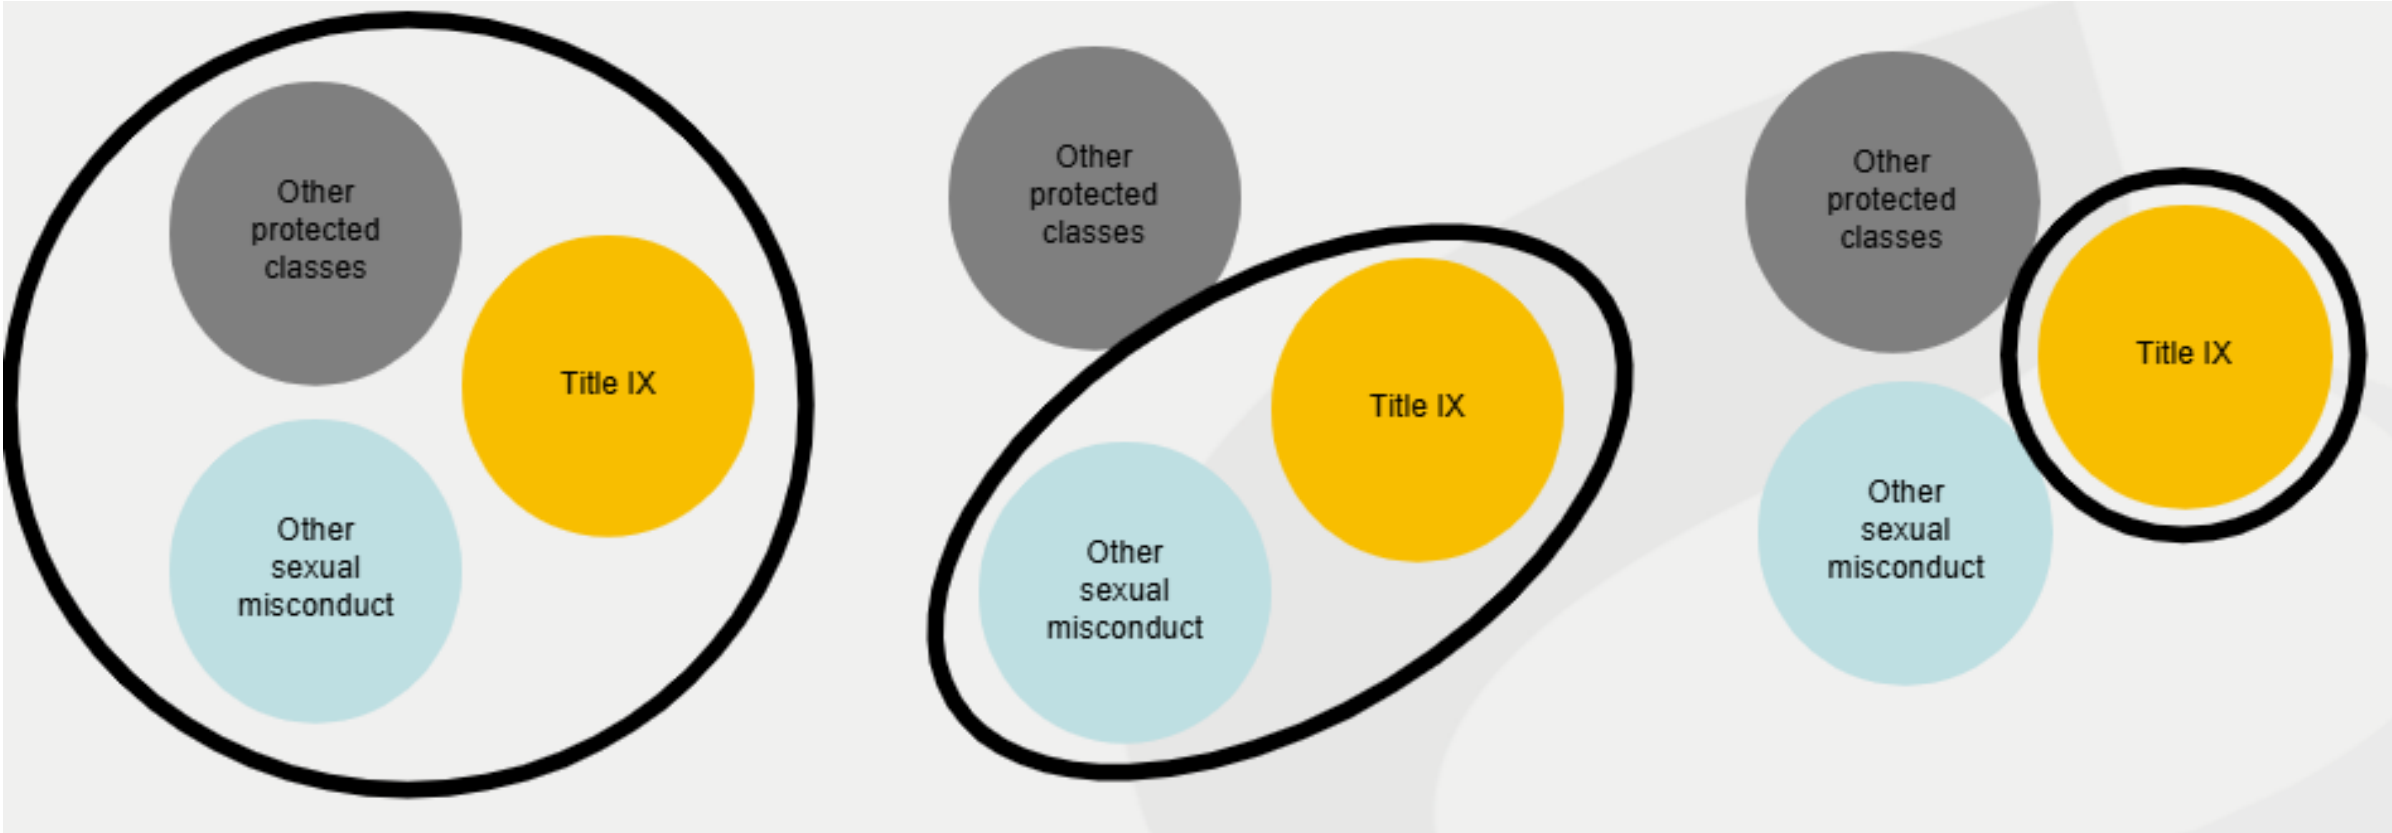 Other
protected
classes
Title IX
Other
sexual
misconduct
Other
protected
classes
Title IX
Other
sexual
misconduct
Other
protected
classes
Title IX
Other
sexual
misconduct